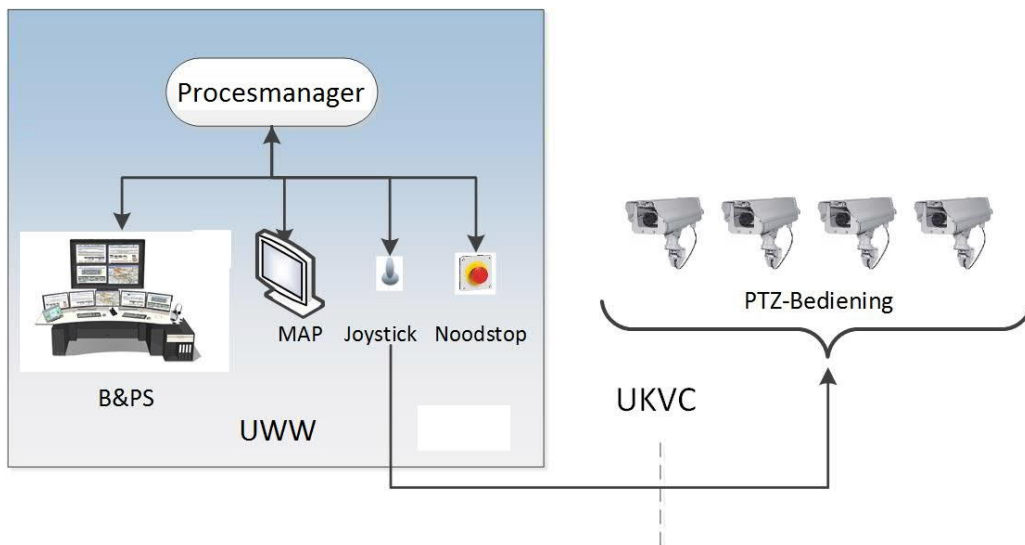 Procesmanager
MAP
Joystick
Noodstop
B&PS
UWW
PTZ-Bediening
UKVC